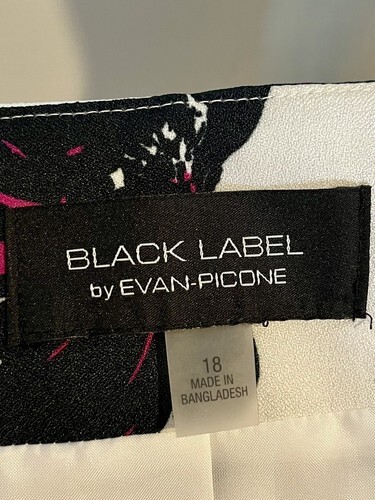 BLACK LABEL
by EVAN-PICONE
18
MADE IN
BANGLADESH